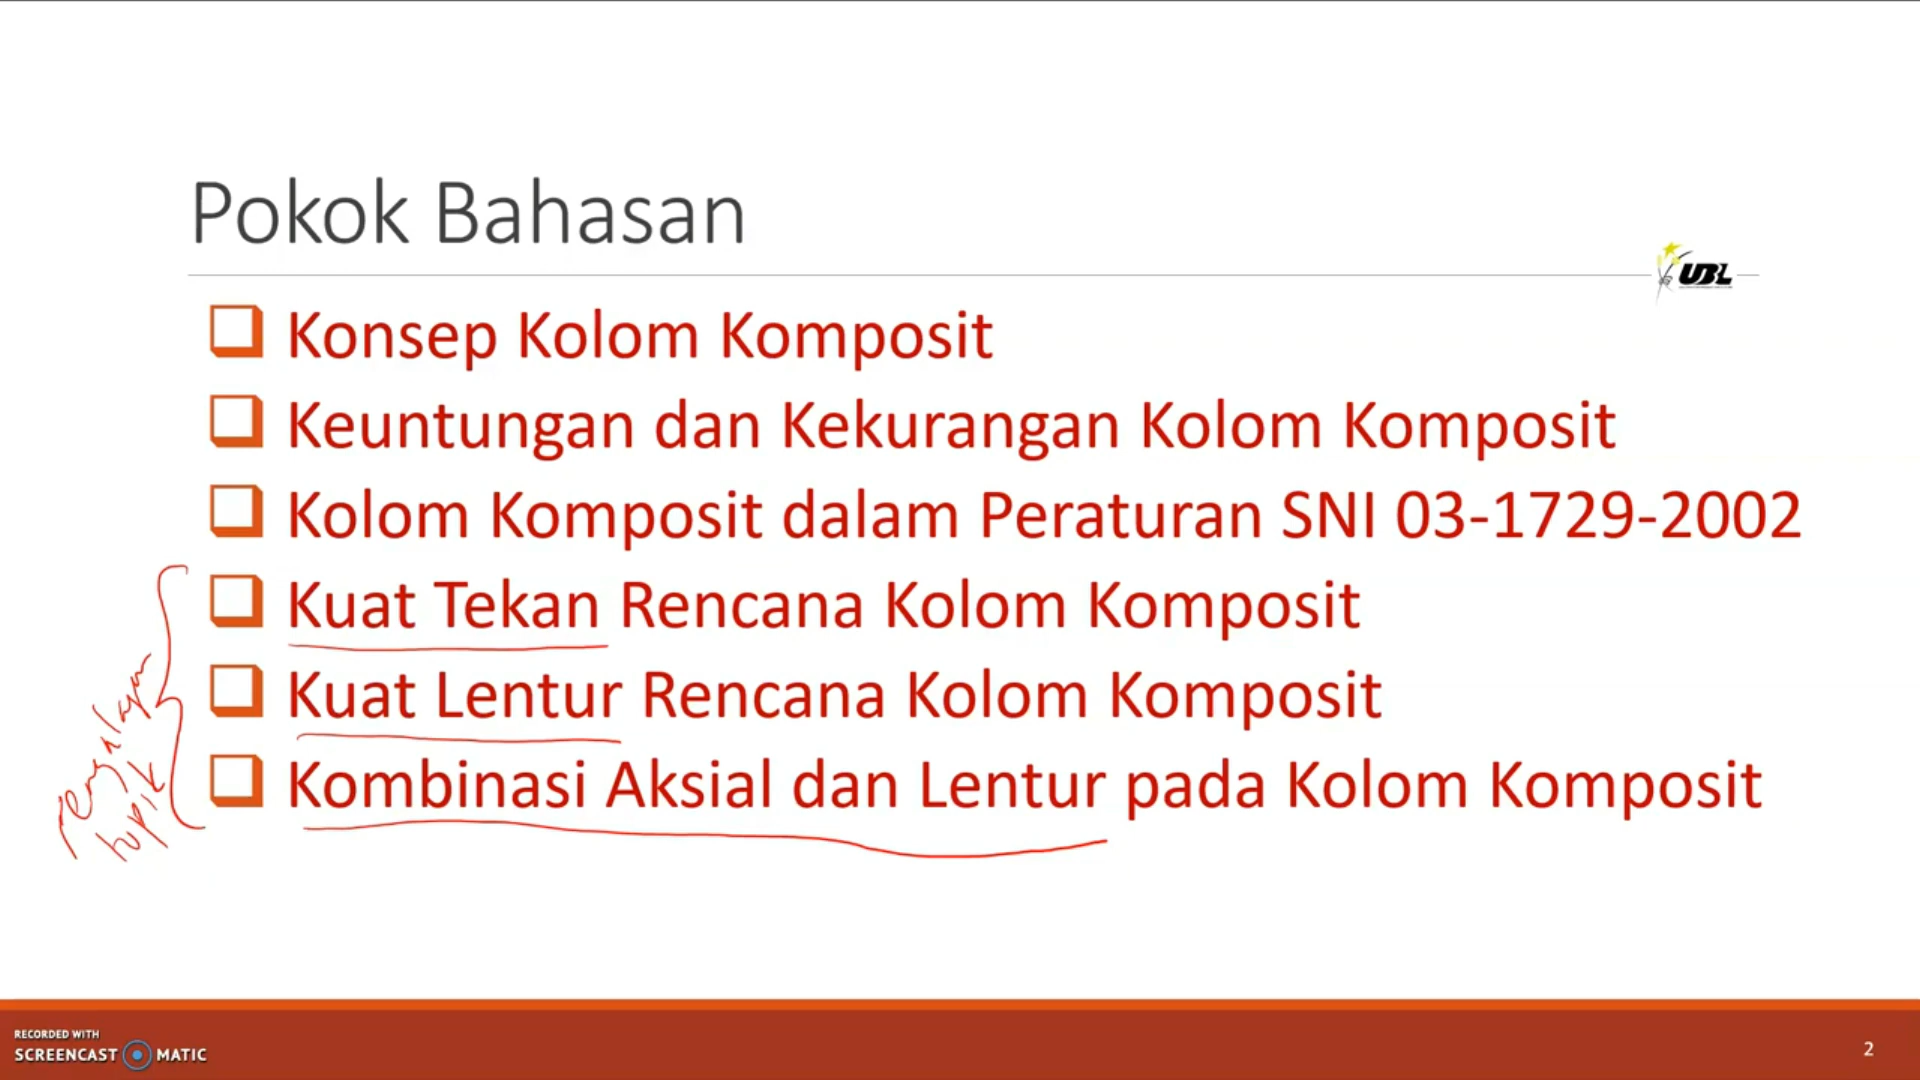 Pokok Bahasan
UBL
Konsep Kolom Komposit
Keuntungan dan Kekurangan Kolom Komposit
Kolom Komposit dalam Peraturan SNI 03-1729-2002
Kuat Tekan Rencana Kolom Komposit
Kuat Lentur Rencana Kolom Komposit
Kombinasi Aksial dan Lentur pada Kolom Komposit
topik
RECORDED WITH
SCREENCAST MATIC
2